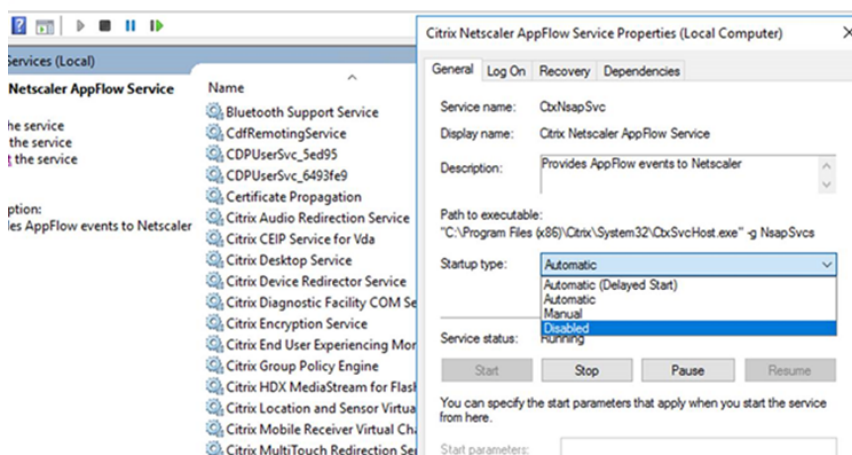 Services (Local)
Netscaler AppFlow Service
he service
the service
the service
ption:
les AppFlow events to Netscaler
Name
Bluetooth Support Service
CdfRemotingService
CDPUserSvc_5ed95
CDPUserSvc_6493fe9
Certificate Propagation
Citrix Audio Redirection Service
Citrix CEIP Service for Vda
Citrix Desktop Service
Citrix Device Redirector Service
Citrix Diagnostic Facility COM Se
Citrix Encryption Service
Citrix End User Experiencing Mor
Citrix Group Policy Engine
Citrix HDX MediaStream for Flash
Citrix Location and Sensor Virtua
Citrix Mobile Receiver Virtual Cha
Citrix MultiTouch Redirection Ser
Citrix Netscaler AppFlow Service Properties (Local Computer)
General Log On Recovery Dependencies
Service name: CtxNsapSvc
Display name: Citrix Netscaler AppFlow Service
Description: Provides AppFlow events to Netscaler
Path to executable:
"C:\Program Files (x86)\Citrix\System32\CtxSvcHost.exe" -g NsapSvcs
Startup type: Automatic
Automatic (Delayed Start)
Automatic
Manual
Disabled
Service status: Running
Start Stop Pause Resume
You can specify the start parameters that apply when you start the service
from here.
Start parameters: